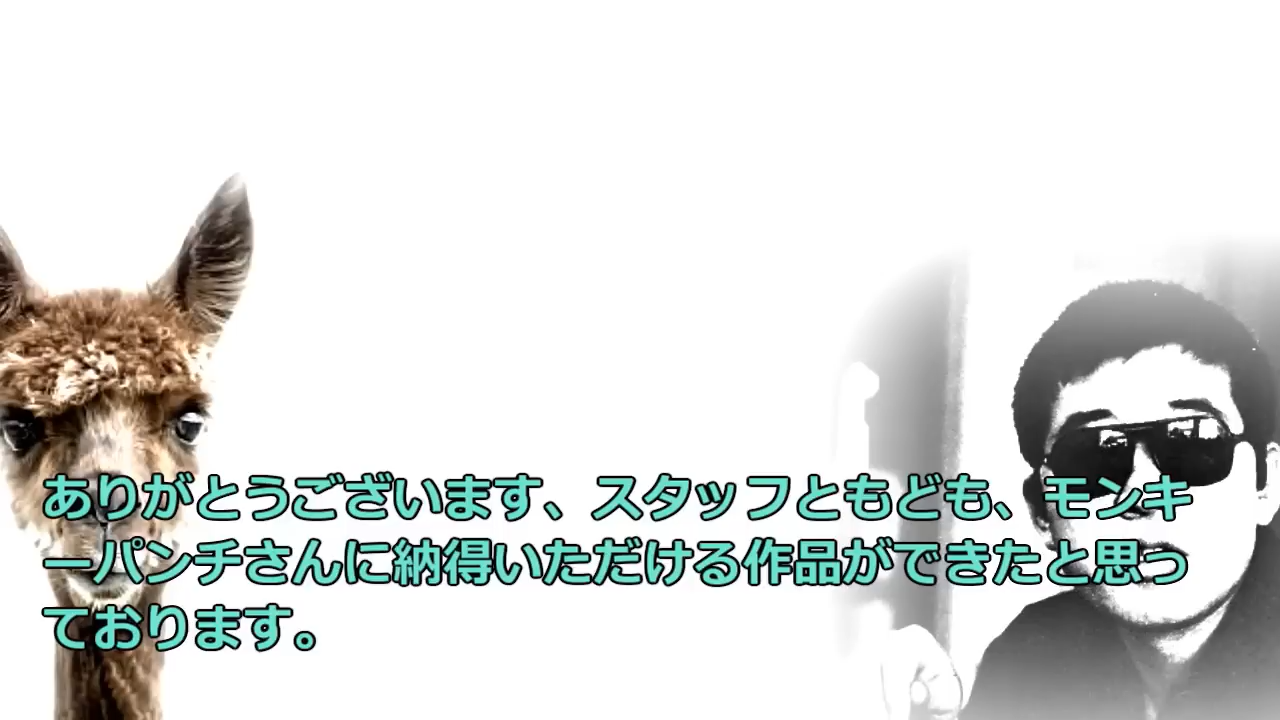 ありがとうございます、スタッフともども、モンキ
ーパンチさんに納得いただける作品ができたと思っ
ております。